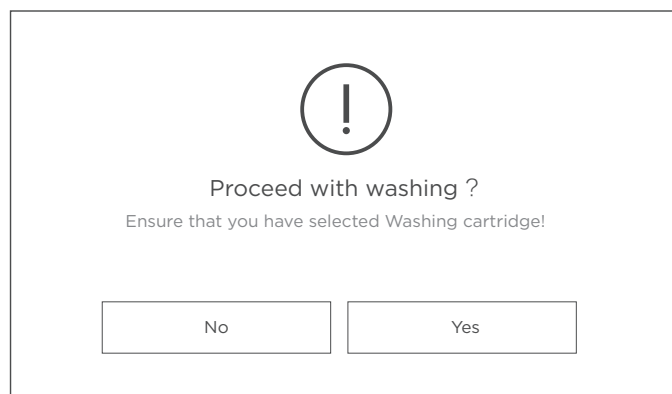 Proceed with washing ?
Ensure that you have selected Washing cartridge!
No
Yes